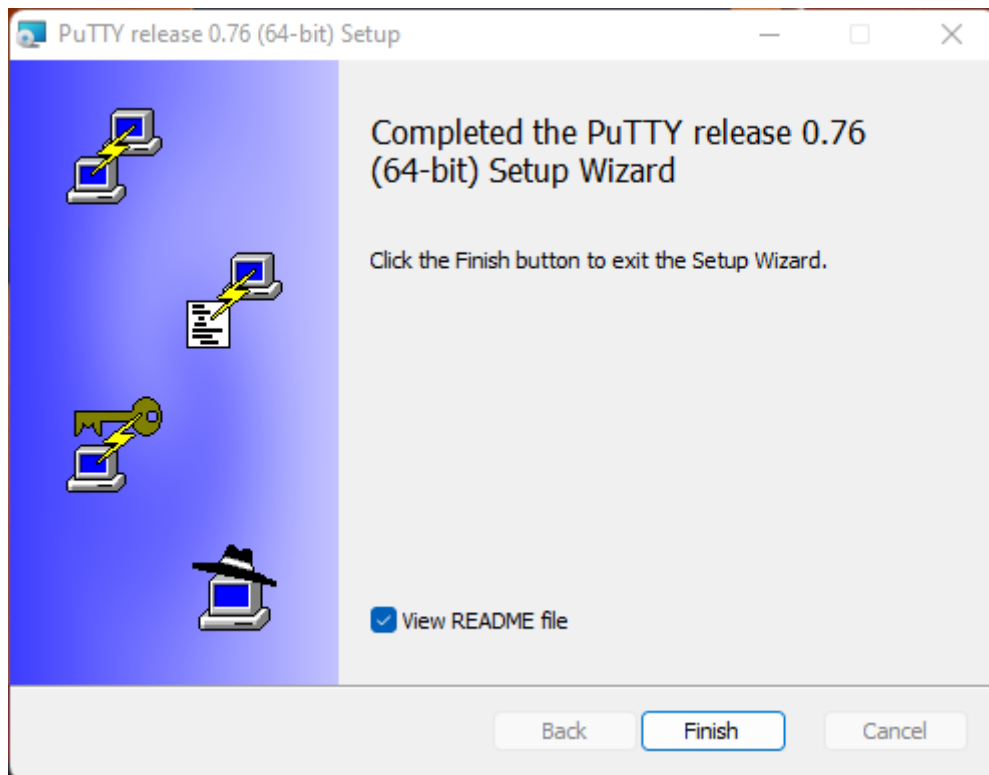 PuTTY release 0.76 (64-bit) Setup
Completed the PuTTY release 0.76
(64-bit) Setup Wizard
Click the Finish button to exit the Setup Wizard.
View README file
Back
Finish
Cancel